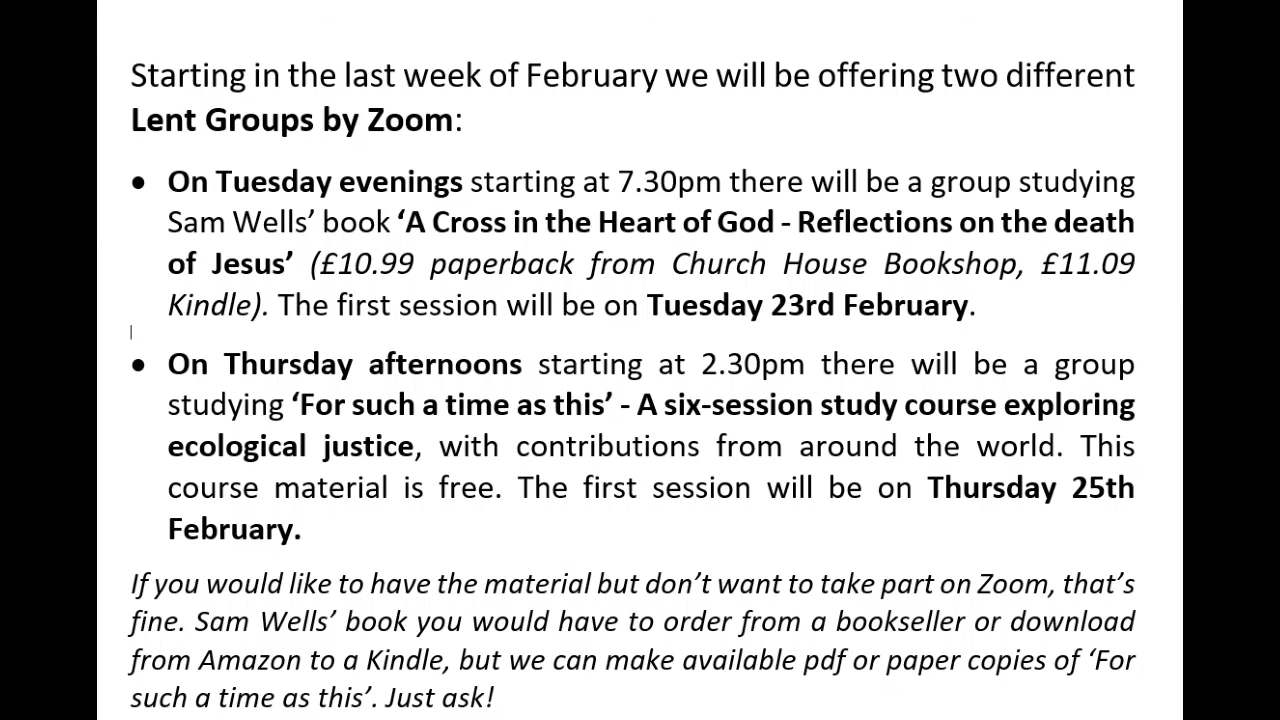 Starting in the last week of February we will be offering two different
Lent Groups by Zoom:
• On Tuesday evenings starting at 7.30pm there will be a group studying
Sam Wells’ book ‘A Cross in the Heart of God - Reflections on the death
of Jesus’ (£10.99 paperback from Church House Bookshop, £11.09
Kindle). The first session will be on Tuesday 23rd February.
• On Thursday afternoons starting at 2.30pm there will be a group
studying ‘For such a time as this’ - A six-session study course exploring
ecological justice, with contributions from around the world. This
course material is free. The first session will be on Thursday 25th
February.
If you would like to have the material but don’t want to take part on Zoom, that’s
fine. Sam Wells’ book you would have to order from a bookseller or download
from Amazon to a Kindle, but we can make available pdf or paper copies of ‘For
such a time as this’. Just ask!